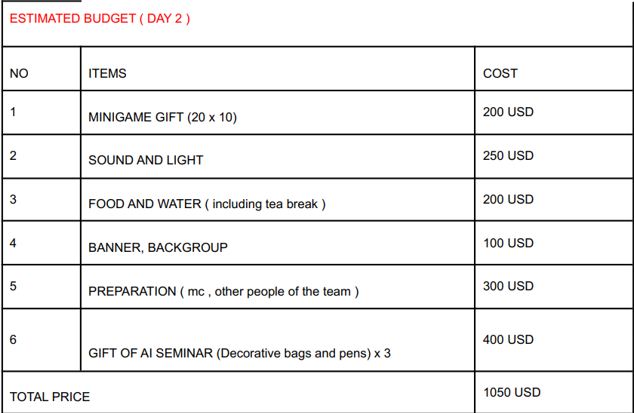 ESTIMATED BUDGET ( DAY 2 )
NO ITEMS COST
1 MINIGAME GIFT (20 x 10) 200 USD
2 SOUND AND LIGHT 250 USD
3 FOOD AND WATER ( including tea break ) 200 USD
4 BANNER, BACKGROUP 100 USD
5 PREPARATION ( mc , other people of the team ) 300 USD
6 GIFT OF AI SEMINAR (Decorative bags and pens) x 3 400 USD
TOTAL PRICE 1050 USD